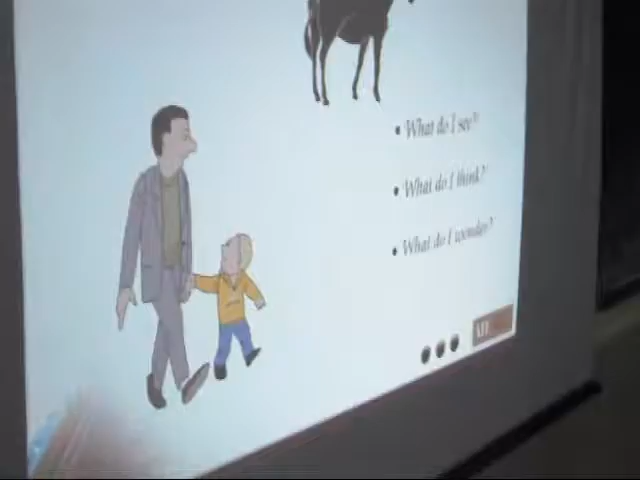 • What do I see?
• What do I think?
• What do I wonder?